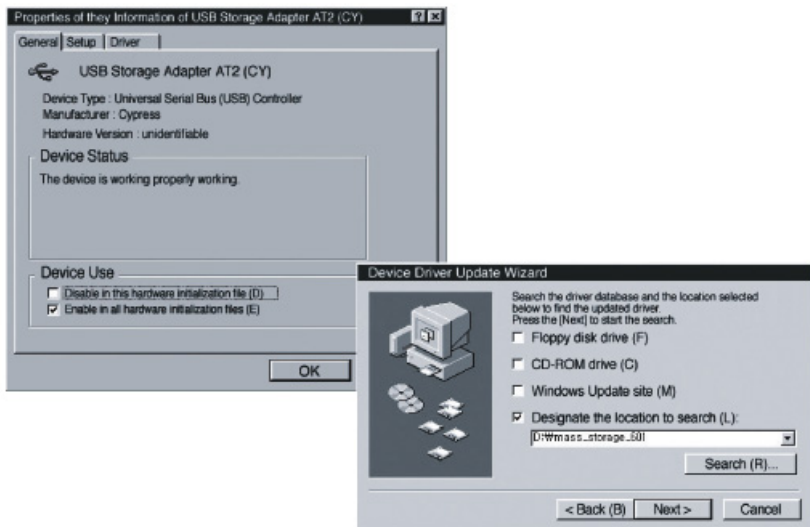 Properties of they Information of USB Storage Adapter AT2 (CY)
General Setup Driver
USB Storage Adapter AT2 (CY)
Device Type : Universal Serial Bus (USB) Controller
Manufacturer : Cypress
Hardware Version : unidentifiable
Device Status
The device is working properly working.
Device Use
Disable in this hardware initialization file (D)
Enable in all hardware initialization files (E)
OK
Device Driver Update Wizard
Search the driver database and the location selected
below to find the updated driver.
Press the [Next] to start the search.
Floppy disk drive (F)
CD-ROM drive (C)
Windows Update site (M)
Designate the location to search (L):
D:₩mass_storage_601
Search (R)...
< Back (B) Next > Cancel